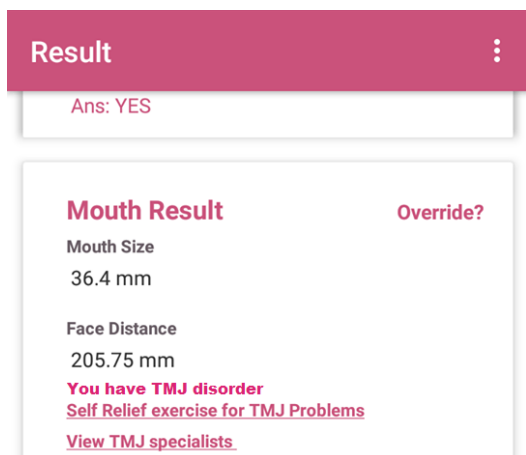 Result
Ans: YES
Mouth Result Override?
Mouth Size
36.4 mm
Face Distance
205.75 mm
You have TMJ disorder
Self Relief exercise for TMJ Problems
View TMJ specialists